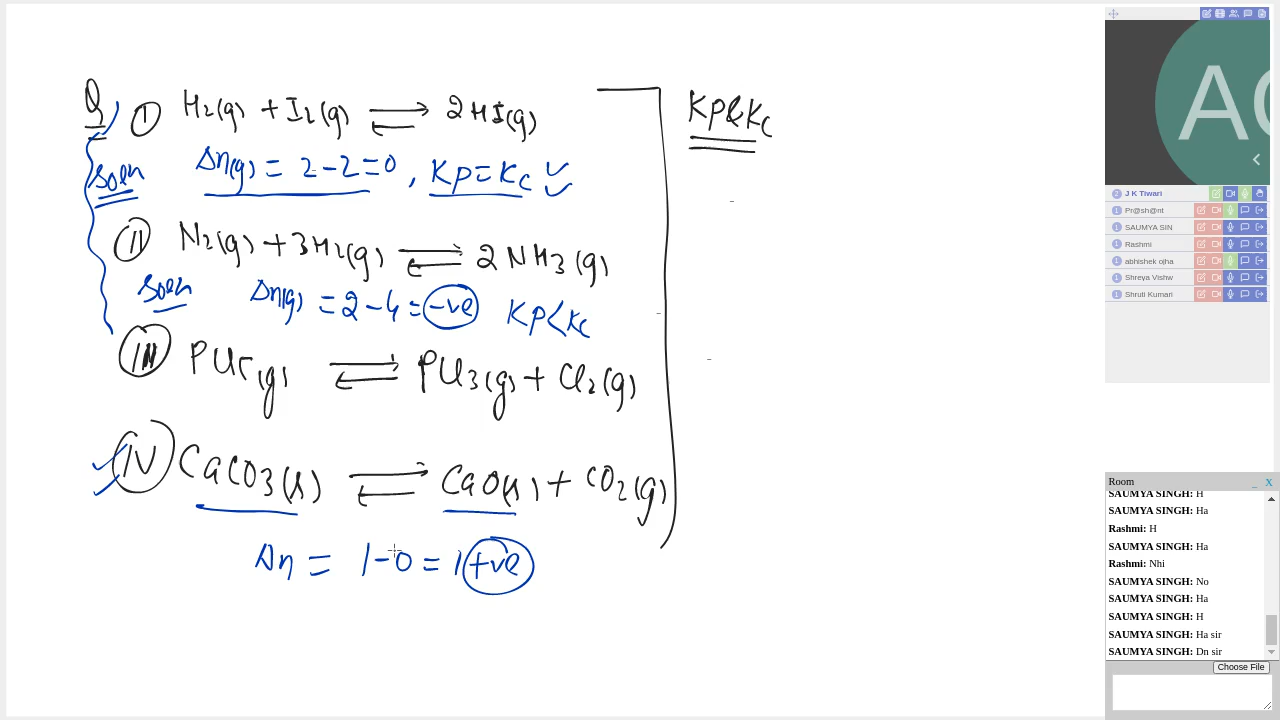 Q ① H2(g) + I2(g) ⇌ 2HI(g)
Kp & Kc
Soln Δn(g) = 2-2=0, Kp=Kc
(II) N2(g) + 3H2(g) ⇌ 2NH3(g)
Soln Δn(g) = 2-4 = -ve Kp<Kc
(III) PCl5(g) ⇌ PCl3(g) + Cl2(g)
(IV) CaCO3(s) ⇌ CaO(s) + CO2(g)
Δn = 1-0 = 1 +ve
AC
J K Tiwari
Pr@sh@nt
SAUMYA SIN
Rashmi
abhishek ojha
Shreya Vishw
Shruti Kumari
Room _ X
SAUMYA SINGH: H
SAUMYA SINGH: Ha
Rashmi: H
SAUMYA SINGH: Ha
Rashmi: Nhi
SAUMYA SINGH: No
SAUMYA SINGH: Ha
SAUMYA SINGH: H
SAUMYA SINGH: Ha sir
SAUMYA SINGH: Dn sir
Choose File